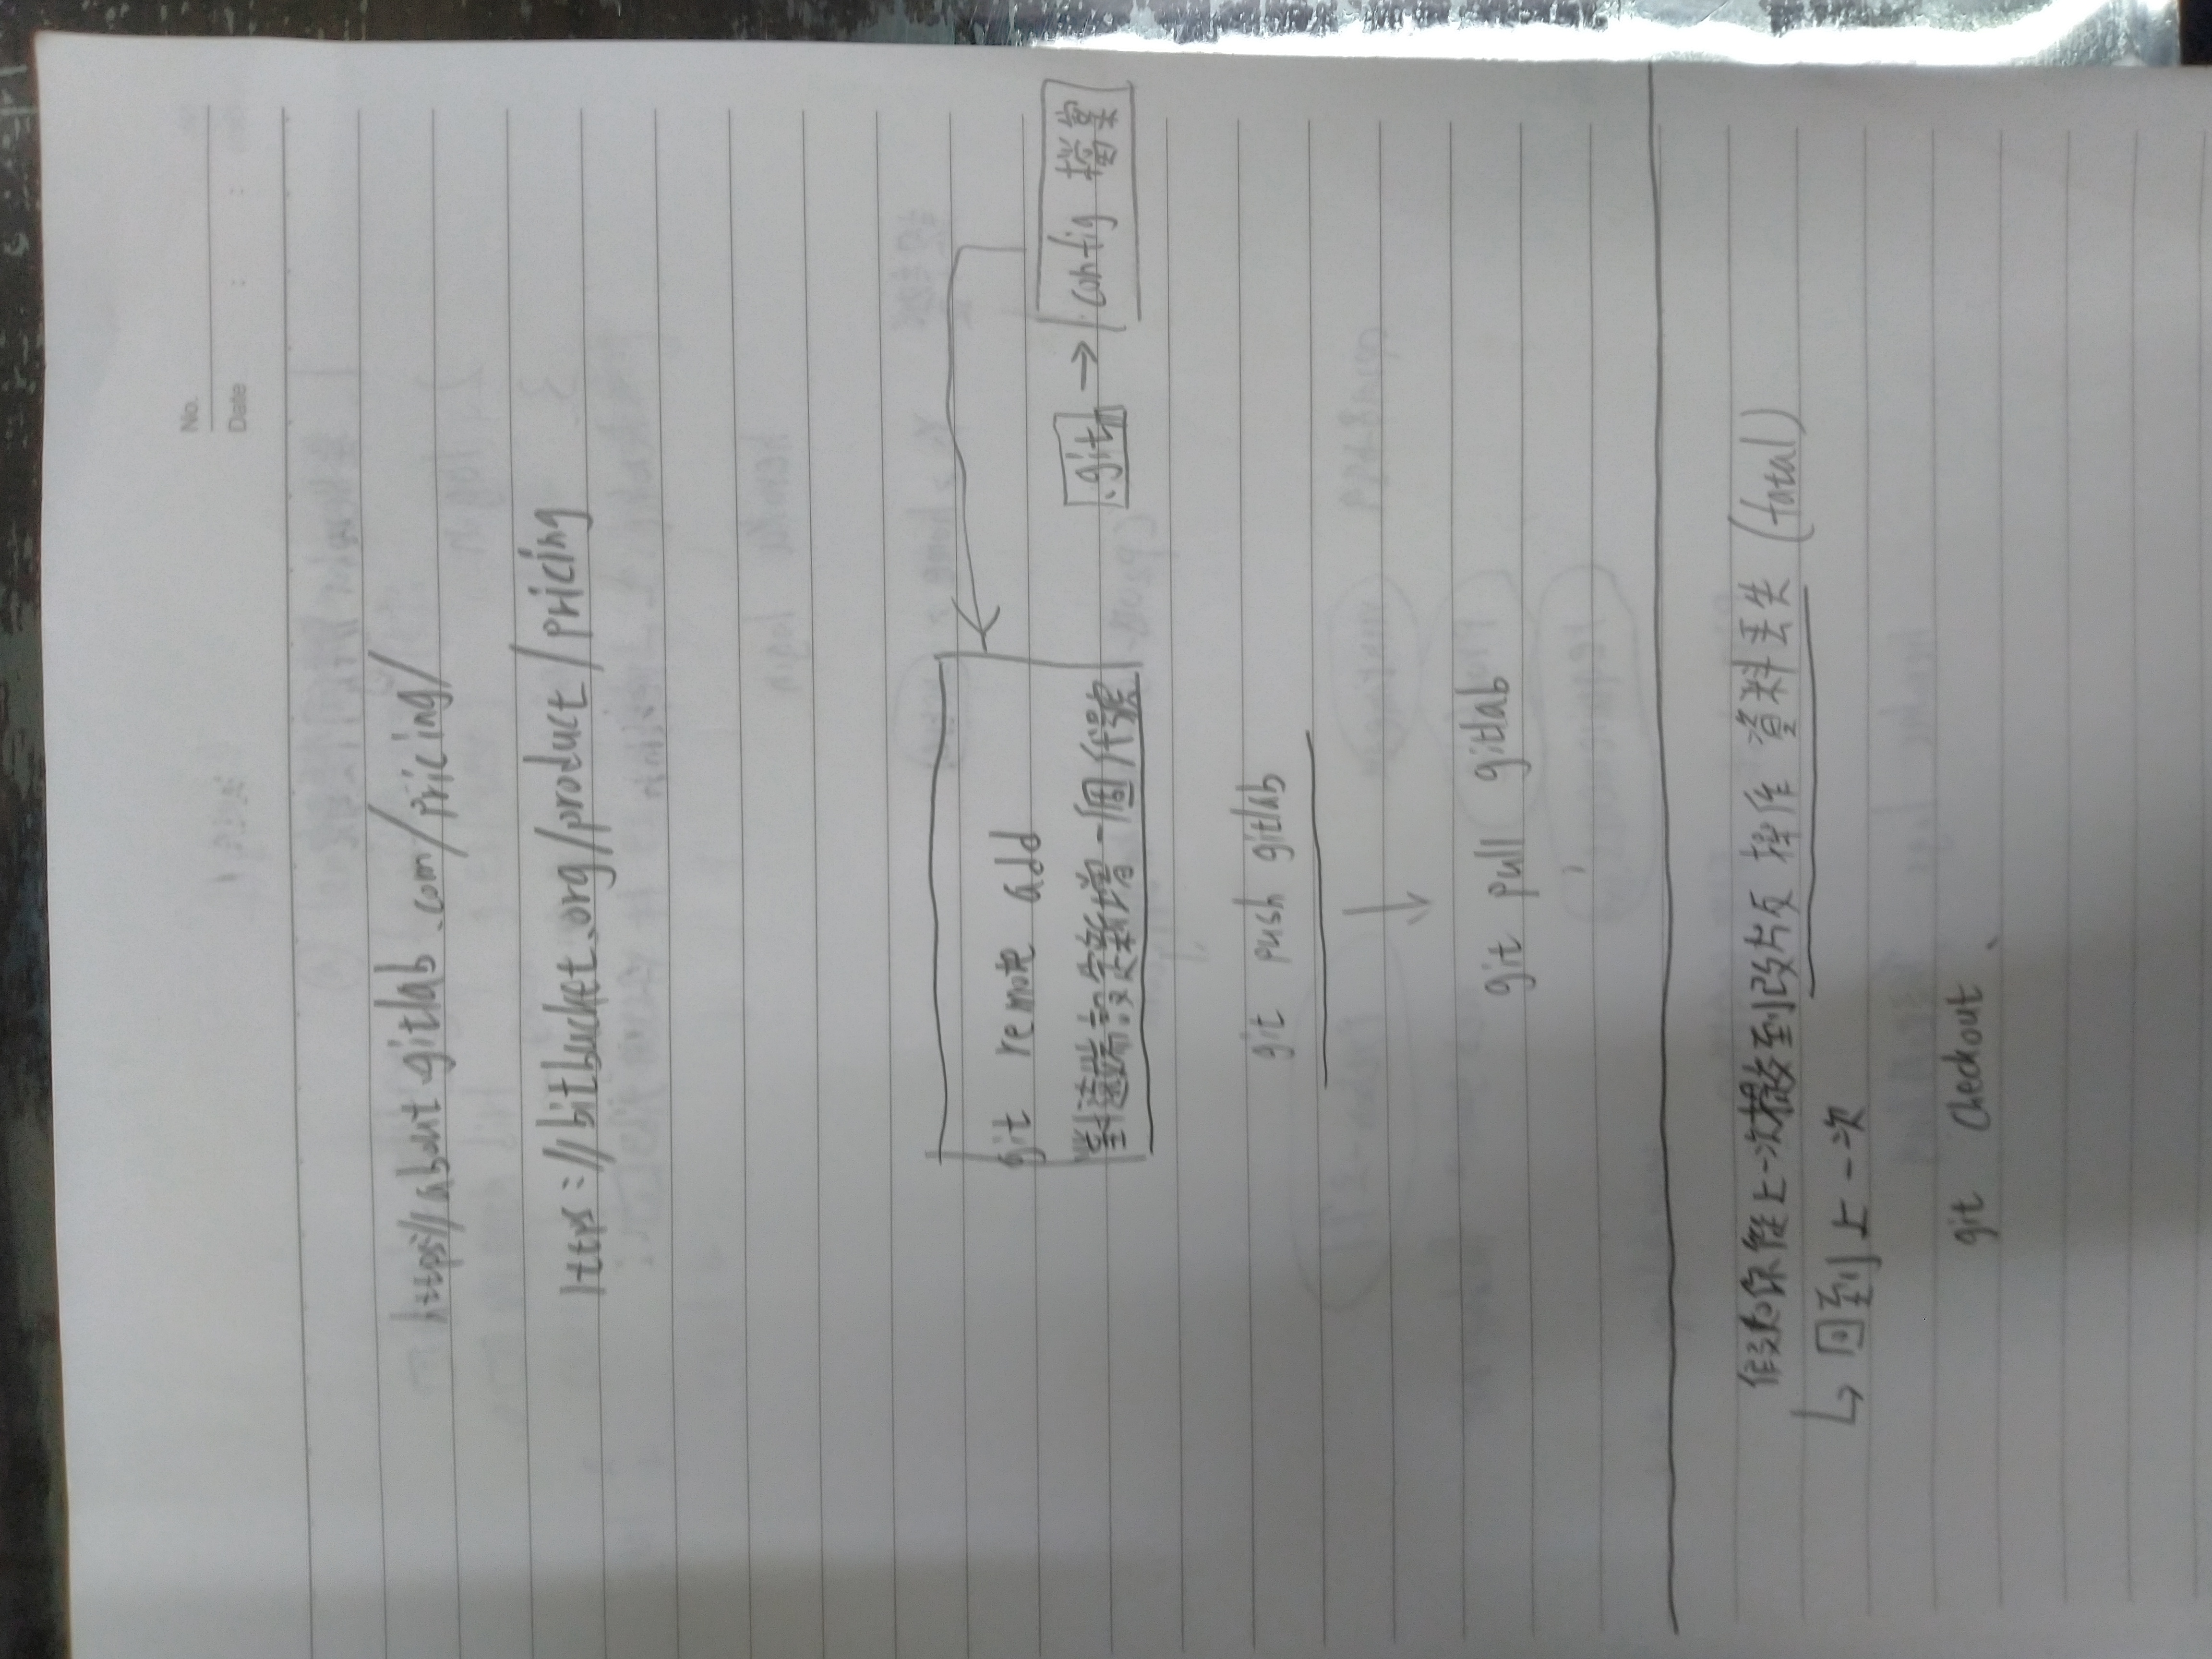 No.
Date : :
https://about.gitlab.com/pricing/
https://bitbucket.org/product/pricing
git remote add
對遠端設定新增一個代號
.git → config 檔案
git push gitlab
git pull gitlab
假如你從上一次提交到改版 操作 資料丟失 (fatal)
↳ 回到上一次
git checkout